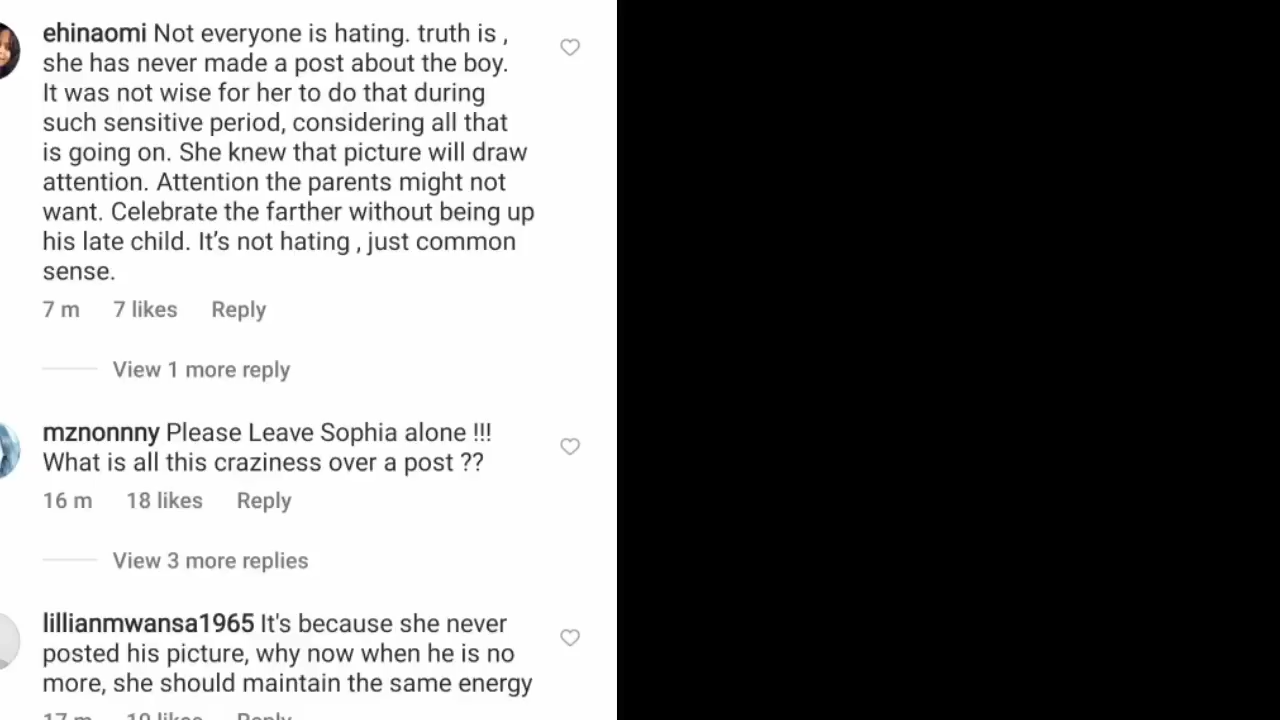 ehinaomi Not everyone is hating. truth is ,
she has never made a post about the boy.
It was not wise for her to do that during
such sensitive period, considering all that
is going on. She knew that picture will draw
attention. Attention the parents might not
want. Celebrate the farther without being up
his late child. It’s not hating , just common
sense.
7 m 7 likes Reply
View 1 more reply
mznonnny Please Leave Sophia alone !!!
What is all this craziness over a post ??
16 m 18 likes Reply
View 3 more replies
lillianmwansa1965 It's because she never
posted his picture, why now when he is no
more, she should maintain the same energy
17 m 19 likes Reply